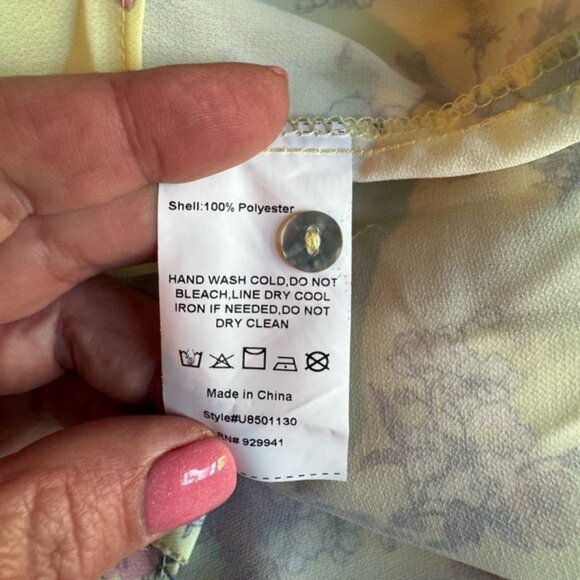 Shell:100% Polyester
HAND WASH COLD,DO NOT
BLEACH,LINE DRY COOL
IRON IF NEEDED,DO NOT
DRY CLEAN
Made in China
Style#U8501130
RN# 929941